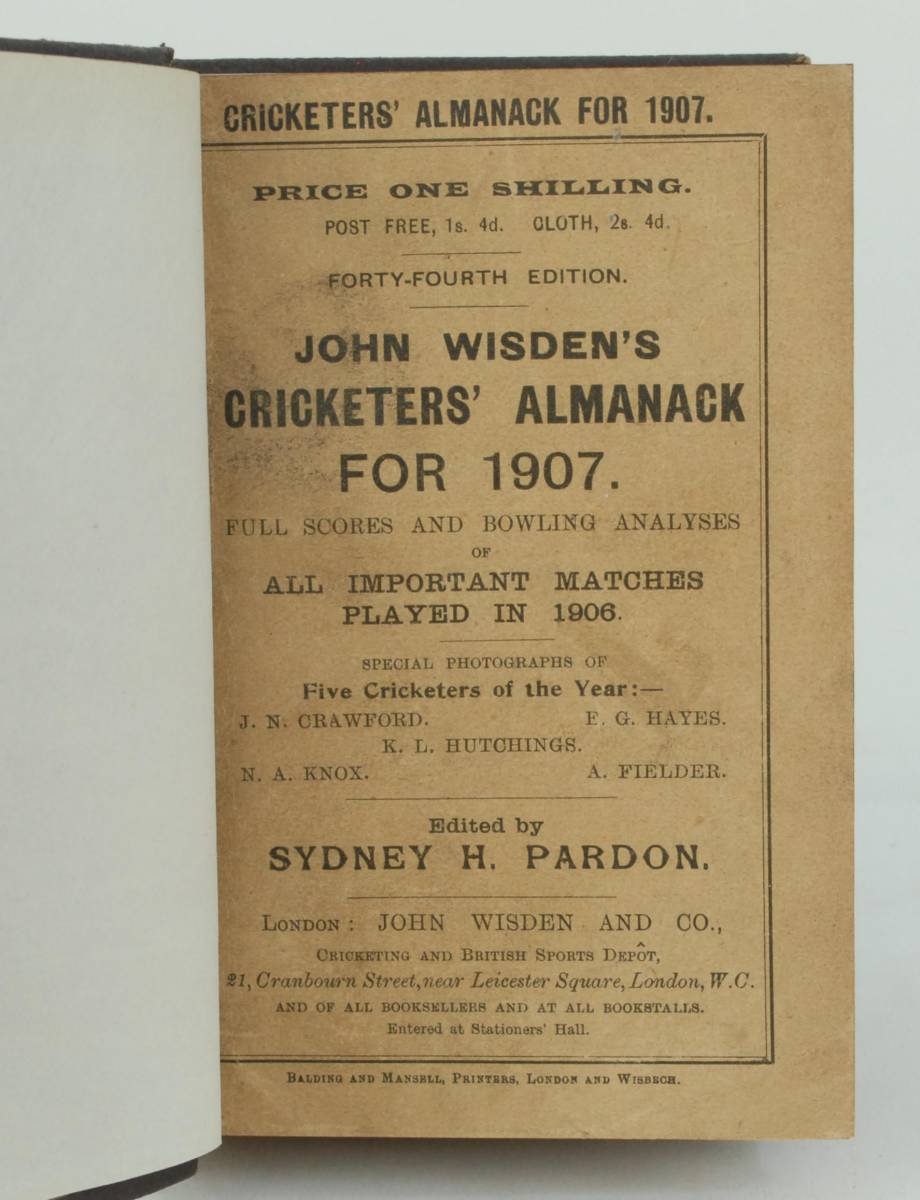 CRICKETERS' ALMANACK FOR 1907.
PRICE ONE SHILLING.
POST FREE, 1s. 4d. CLOTH, 2s. 4d.
FORTY-FOURTH EDITION.
JOHN WISDEN'S
CRICKETERS' ALMANACK
FOR 1907.
FULL SCORES AND BOWLING ANALYSES
OF
ALL IMPORTANT MATCHES
PLAYED IN 1906.
SPECIAL PHOTOGRAPHS OF
Five Cricketers of the Year:—
J. N. CRAWFORD. E. G. HAYES.
K. L. HUTCHINGS.
N. A. KNOX. A. FIELDER.
Edited by
SYDNEY H. PARDON.
LONDON: JOHN WISDEN AND CO.,
CRICKETING AND BRITISH SPORTS DEPÔT,
21, Cranbourn Street, near Leicester Square, London, W.C.
AND OF ALL BOOKSELLERS AND AT ALL BOOKSTALLS.
Entered at Stationers' Hall.
BALDING AND MANSELL, PRINTERS, LONDON AND WISBECH.